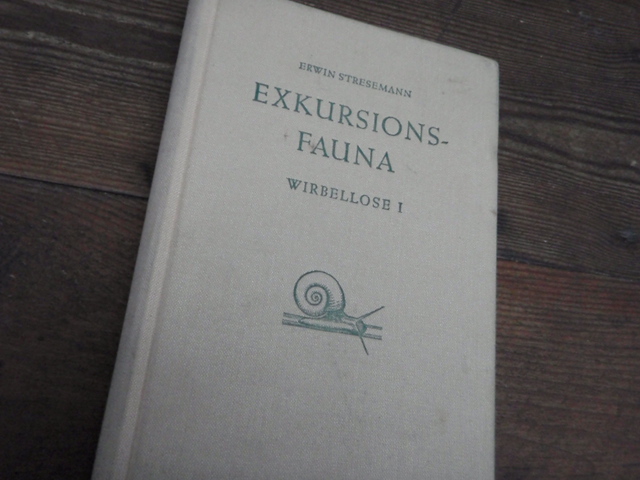 ERWIN STRESEMANN
EXKURSIONS-
FAUNA
WIRBELLOSE I